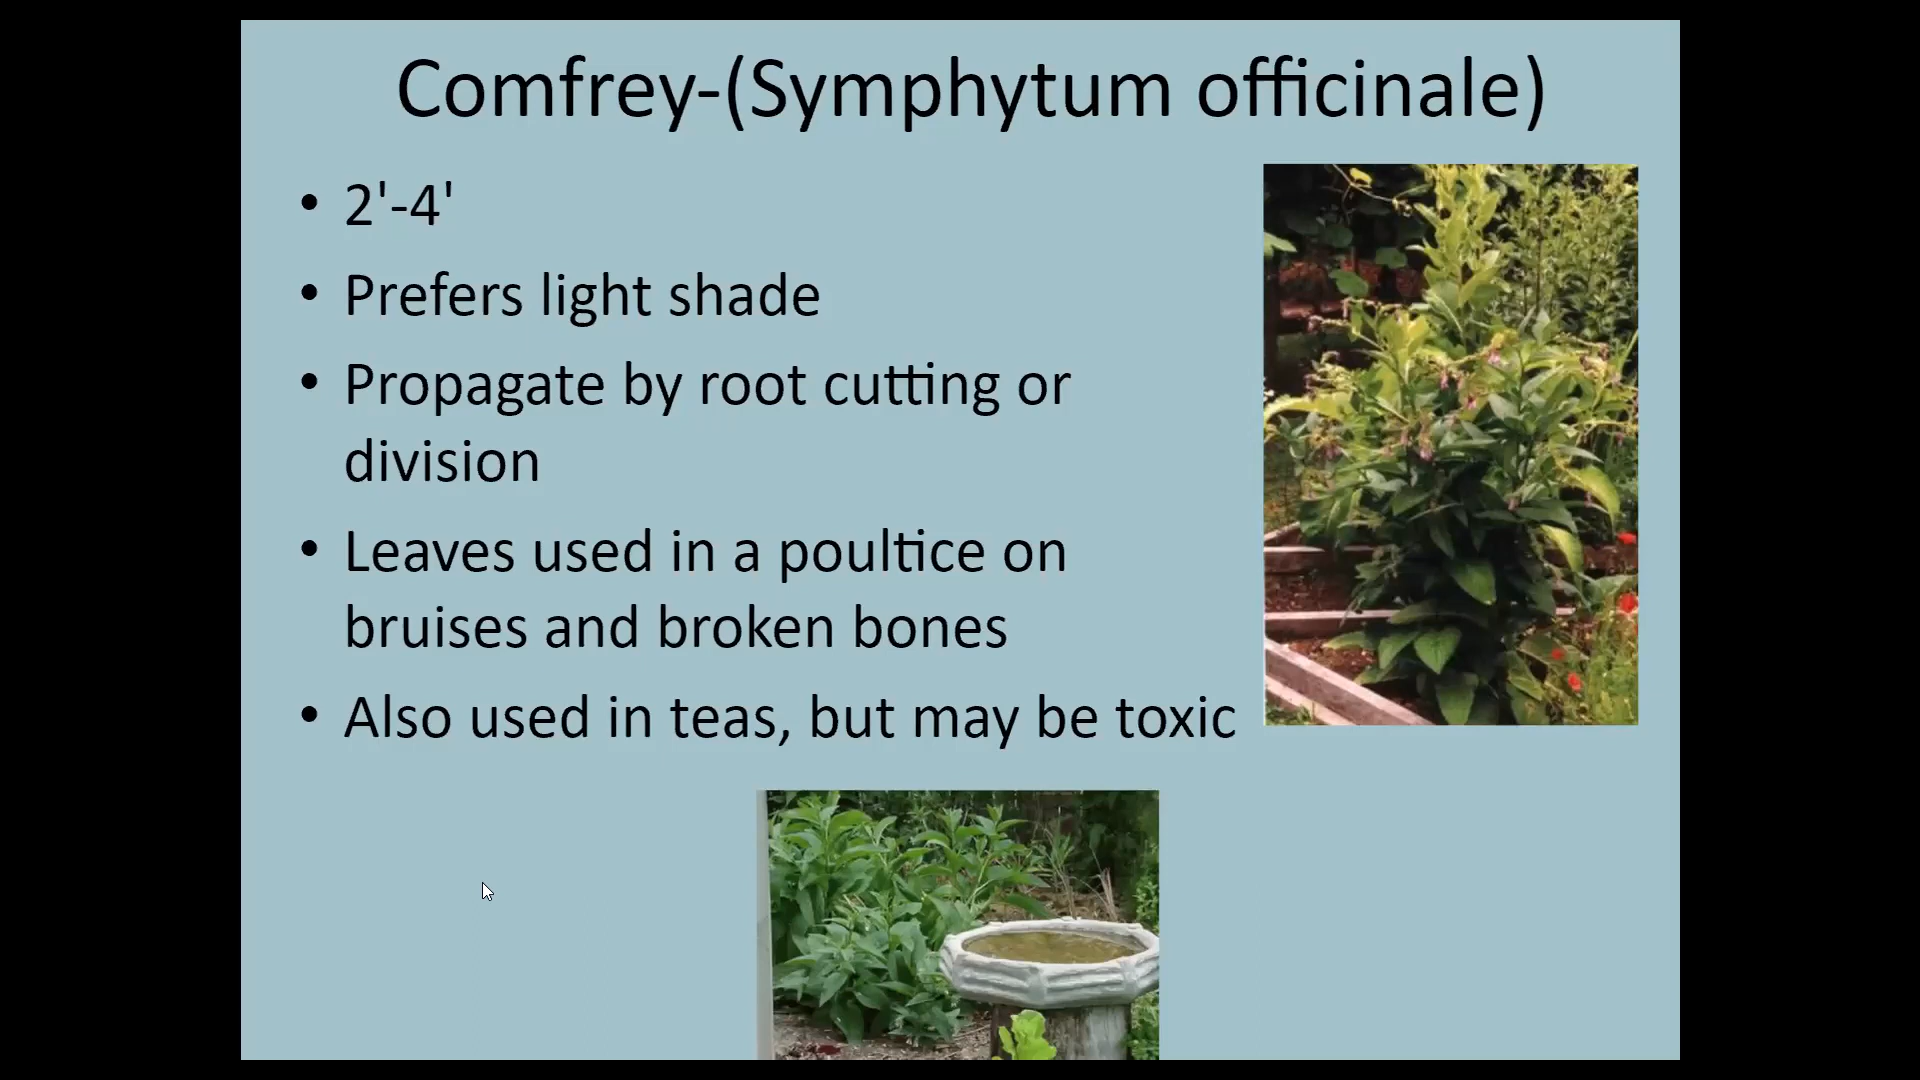 Comfrey-(Symphytum officinale)
• 2'-4'
• Prefers light shade
• Propagate by root cutting or
division
• Leaves used in a poultice on
bruises and broken bones
• Also used in teas, but may be toxic